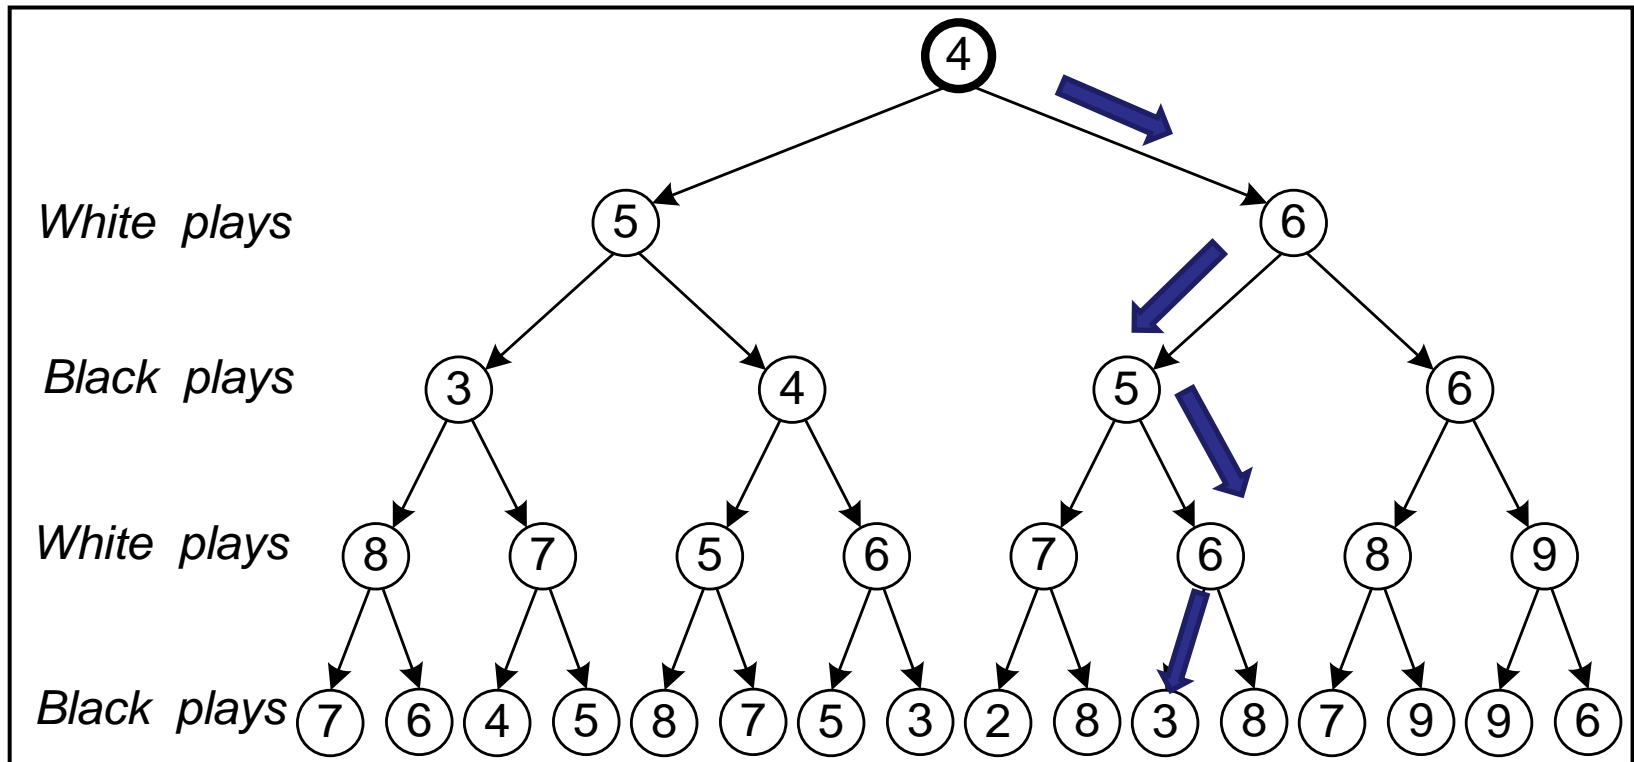 4
White plays 5 6
Black plays 3 4 5 6
White plays 8 7 5 6 7 6 8 9
Black plays 7 6 4 5 8 7 5 3 2 8 3 8 7 9 9 6